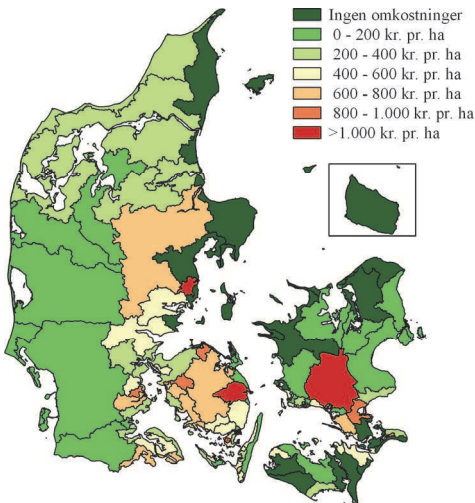 Ingen omkostninger
0 - 200 kr. pr. ha
200 - 400 kr. pr. ha
400 - 600 kr. pr. ha
600 - 800 kr. pr. ha
800 - 1.000 kr. pr. ha
>1.000 kr. pr. ha